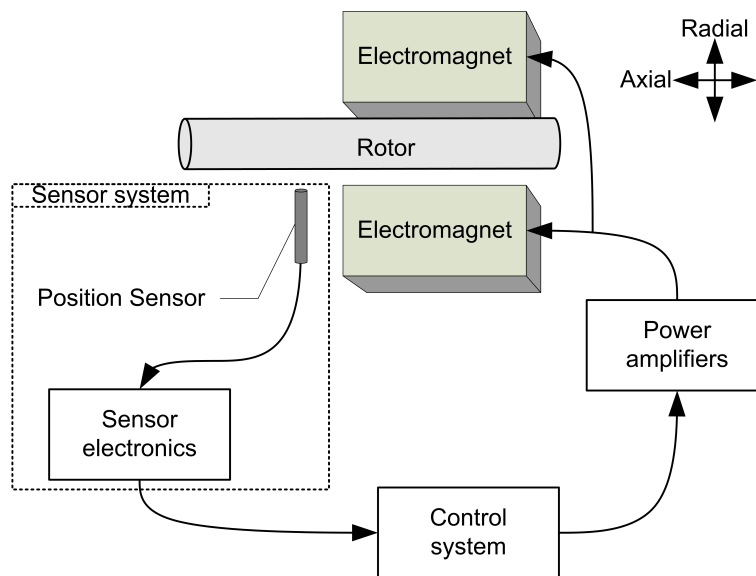 Radial
Electromagnet
Axial
Rotor
Sensor system
Electromagnet
Position Sensor
Power
amplifiers
Sensor
electronics
Control
system